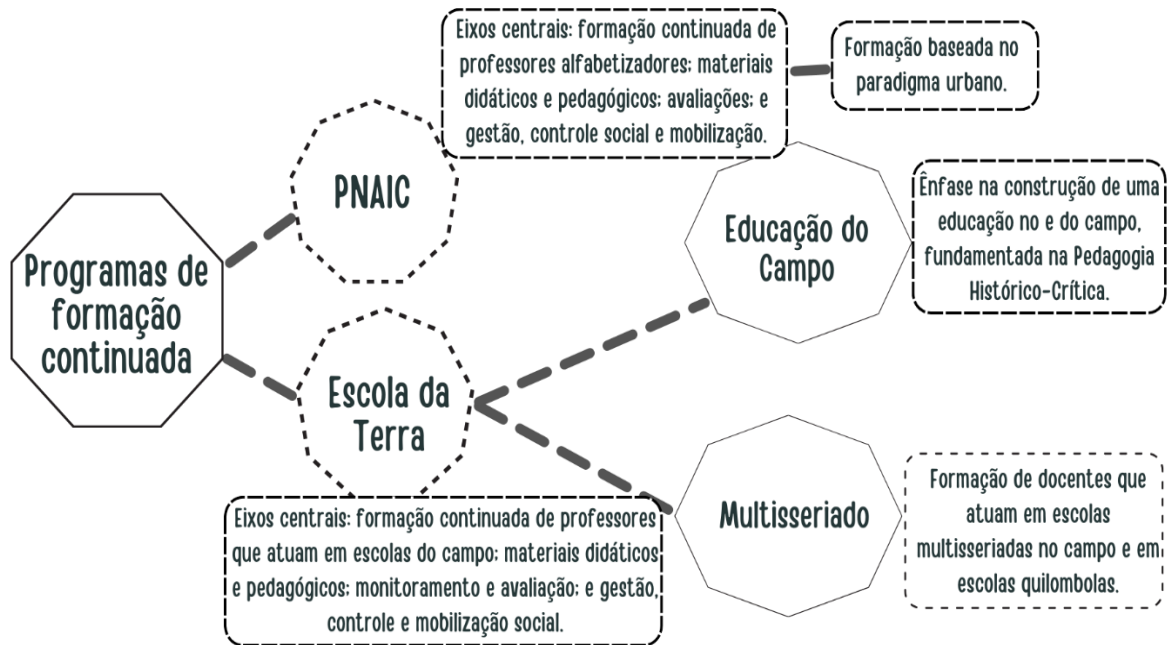 Programas de
formação
continuada
PNAIC
Eixos centrais: formação continuada de
professores alfabetizadores; materiais
didáticos e pedagógicos; avaliações; e
gestão, controle social e mobilização.
Formação baseada no
paradigma urbano.
Escola da
Terra
Eixos centrais: formação continuada de professores
que atuam em escolas do campo; materiais didáticos
e pedagógicos; monitoramento e avaliação; e gestão,
controle e mobilização social.
Educação do
Campo
Ênfase na construção de uma
educação no e do campo,
fundamentada na Pedagogia
Histórico-Crítica.
Multisseriado
Formação de docentes que
atuam em escolas
multisseriadas no campo e em
escolas quilombolas.